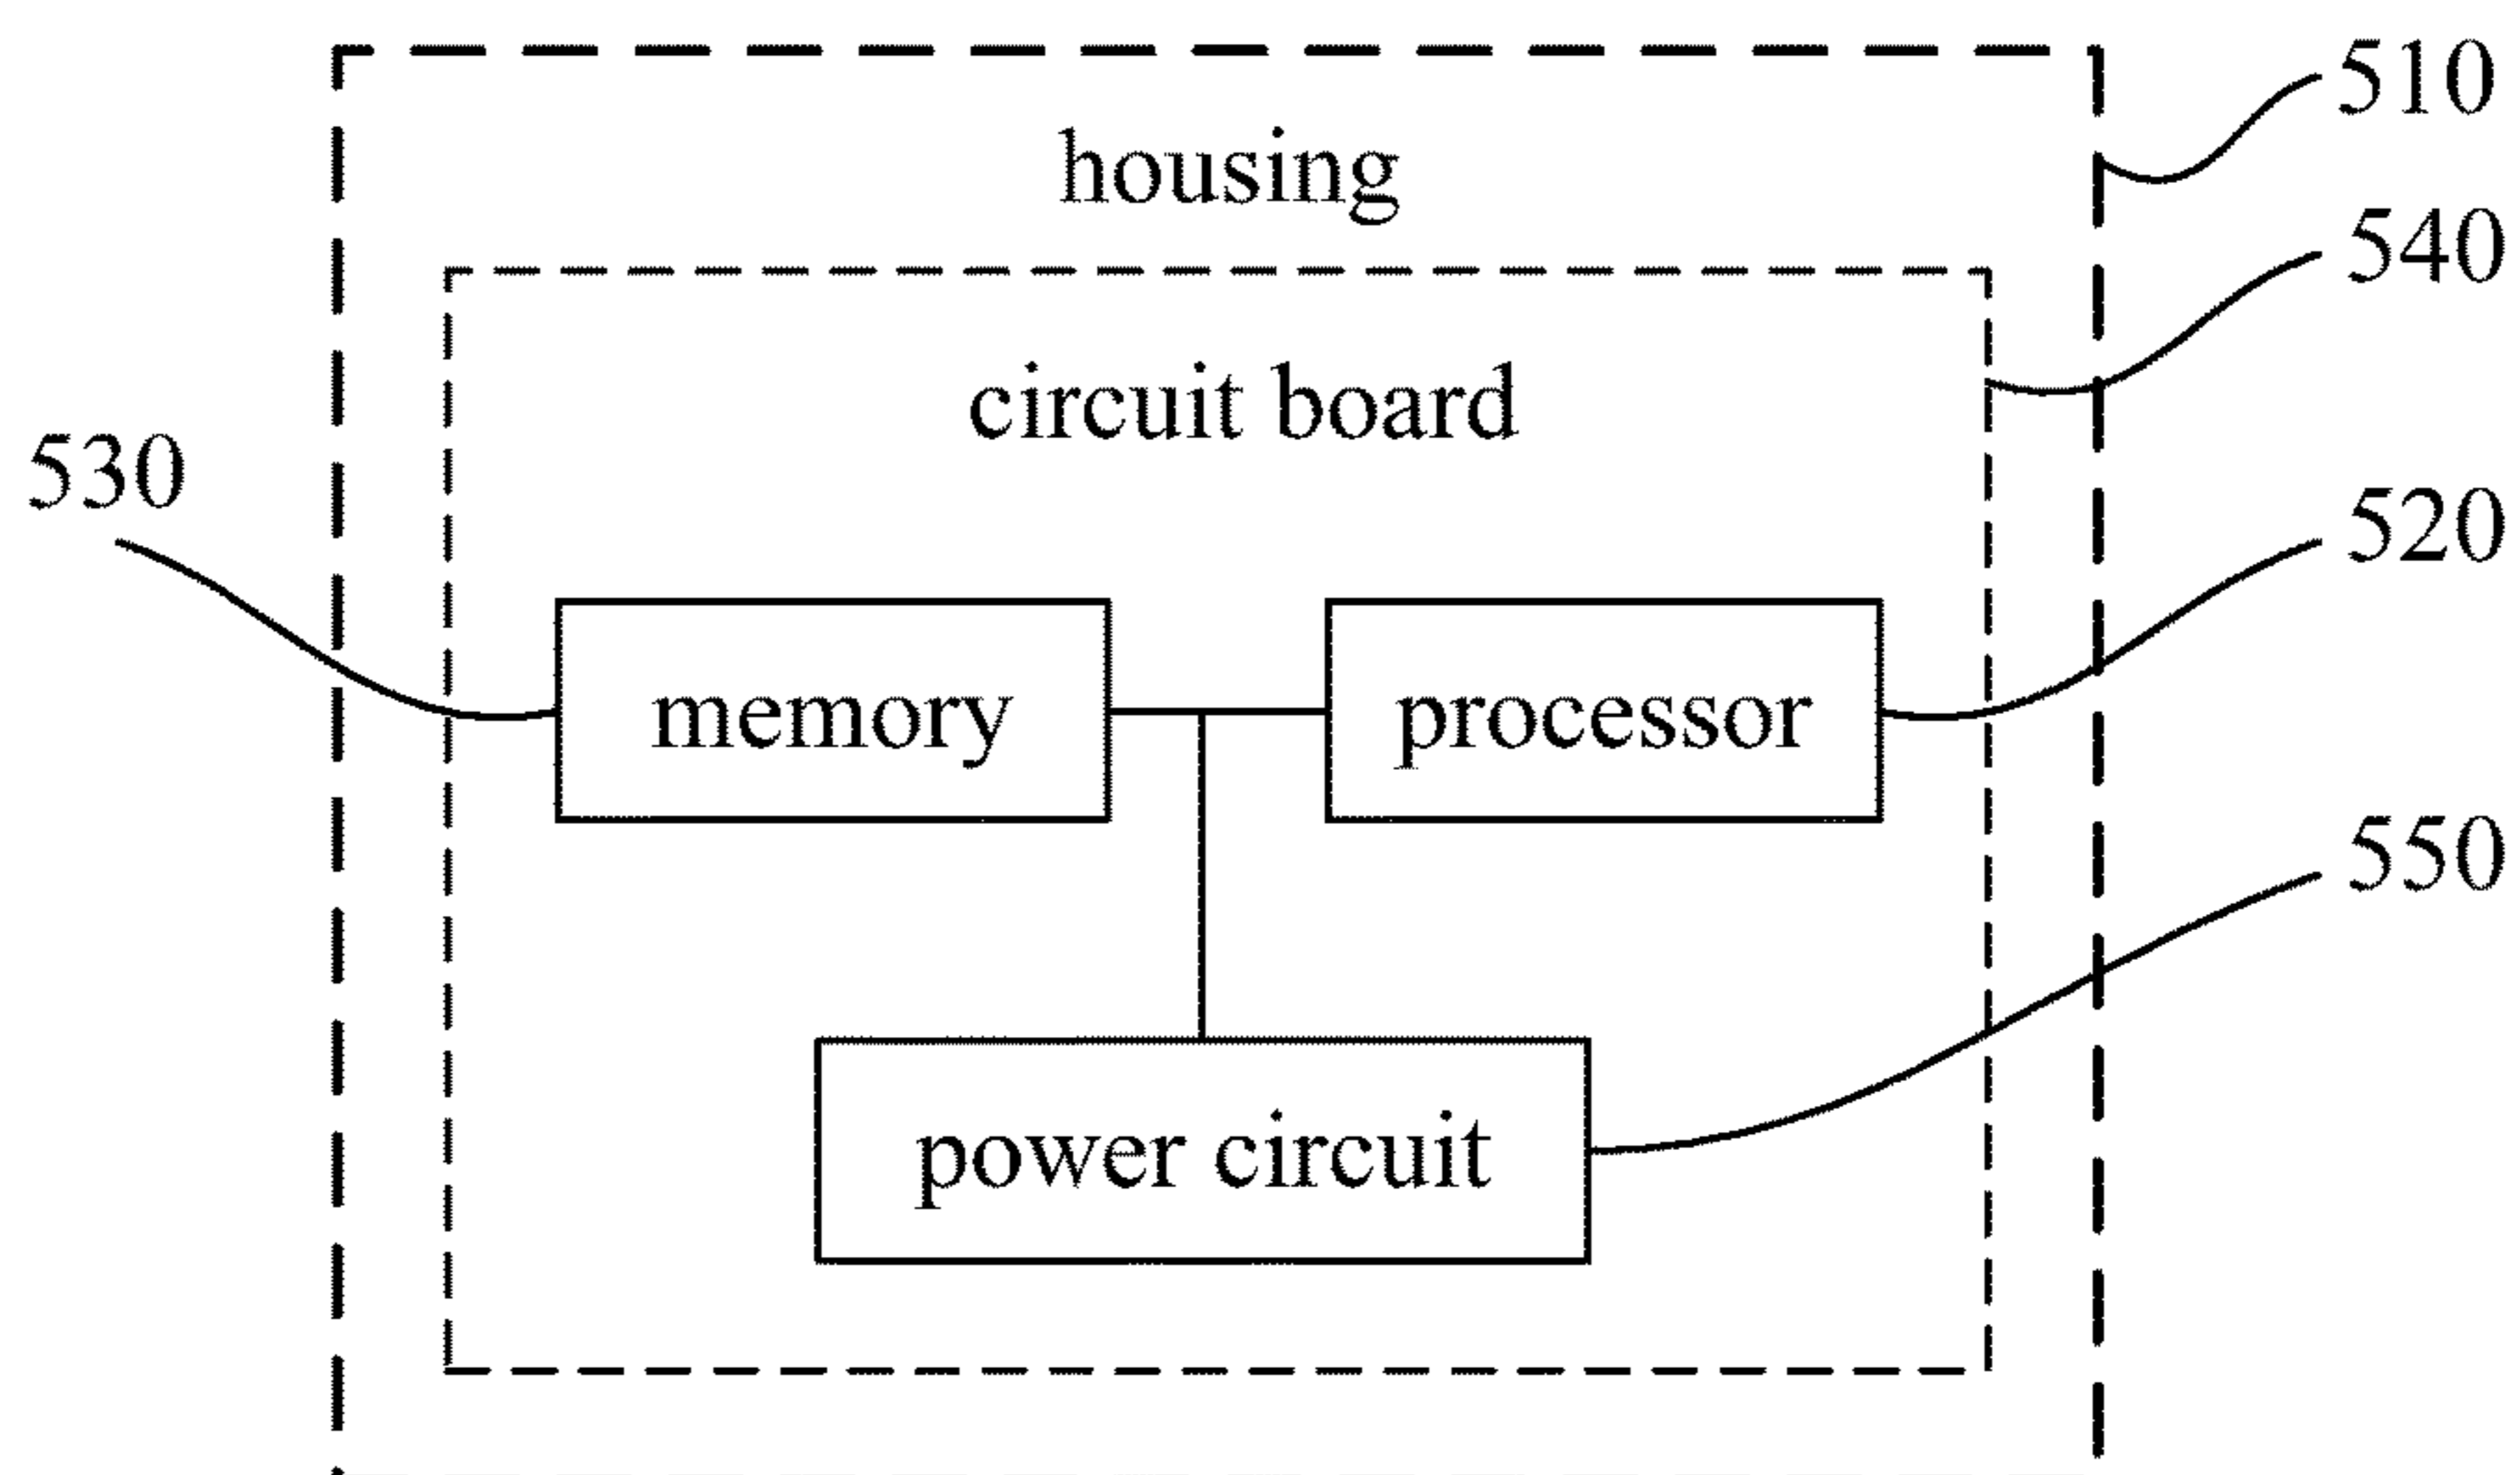 510
housing
540
circuit board
530
520
memory
processor
550
power circuit